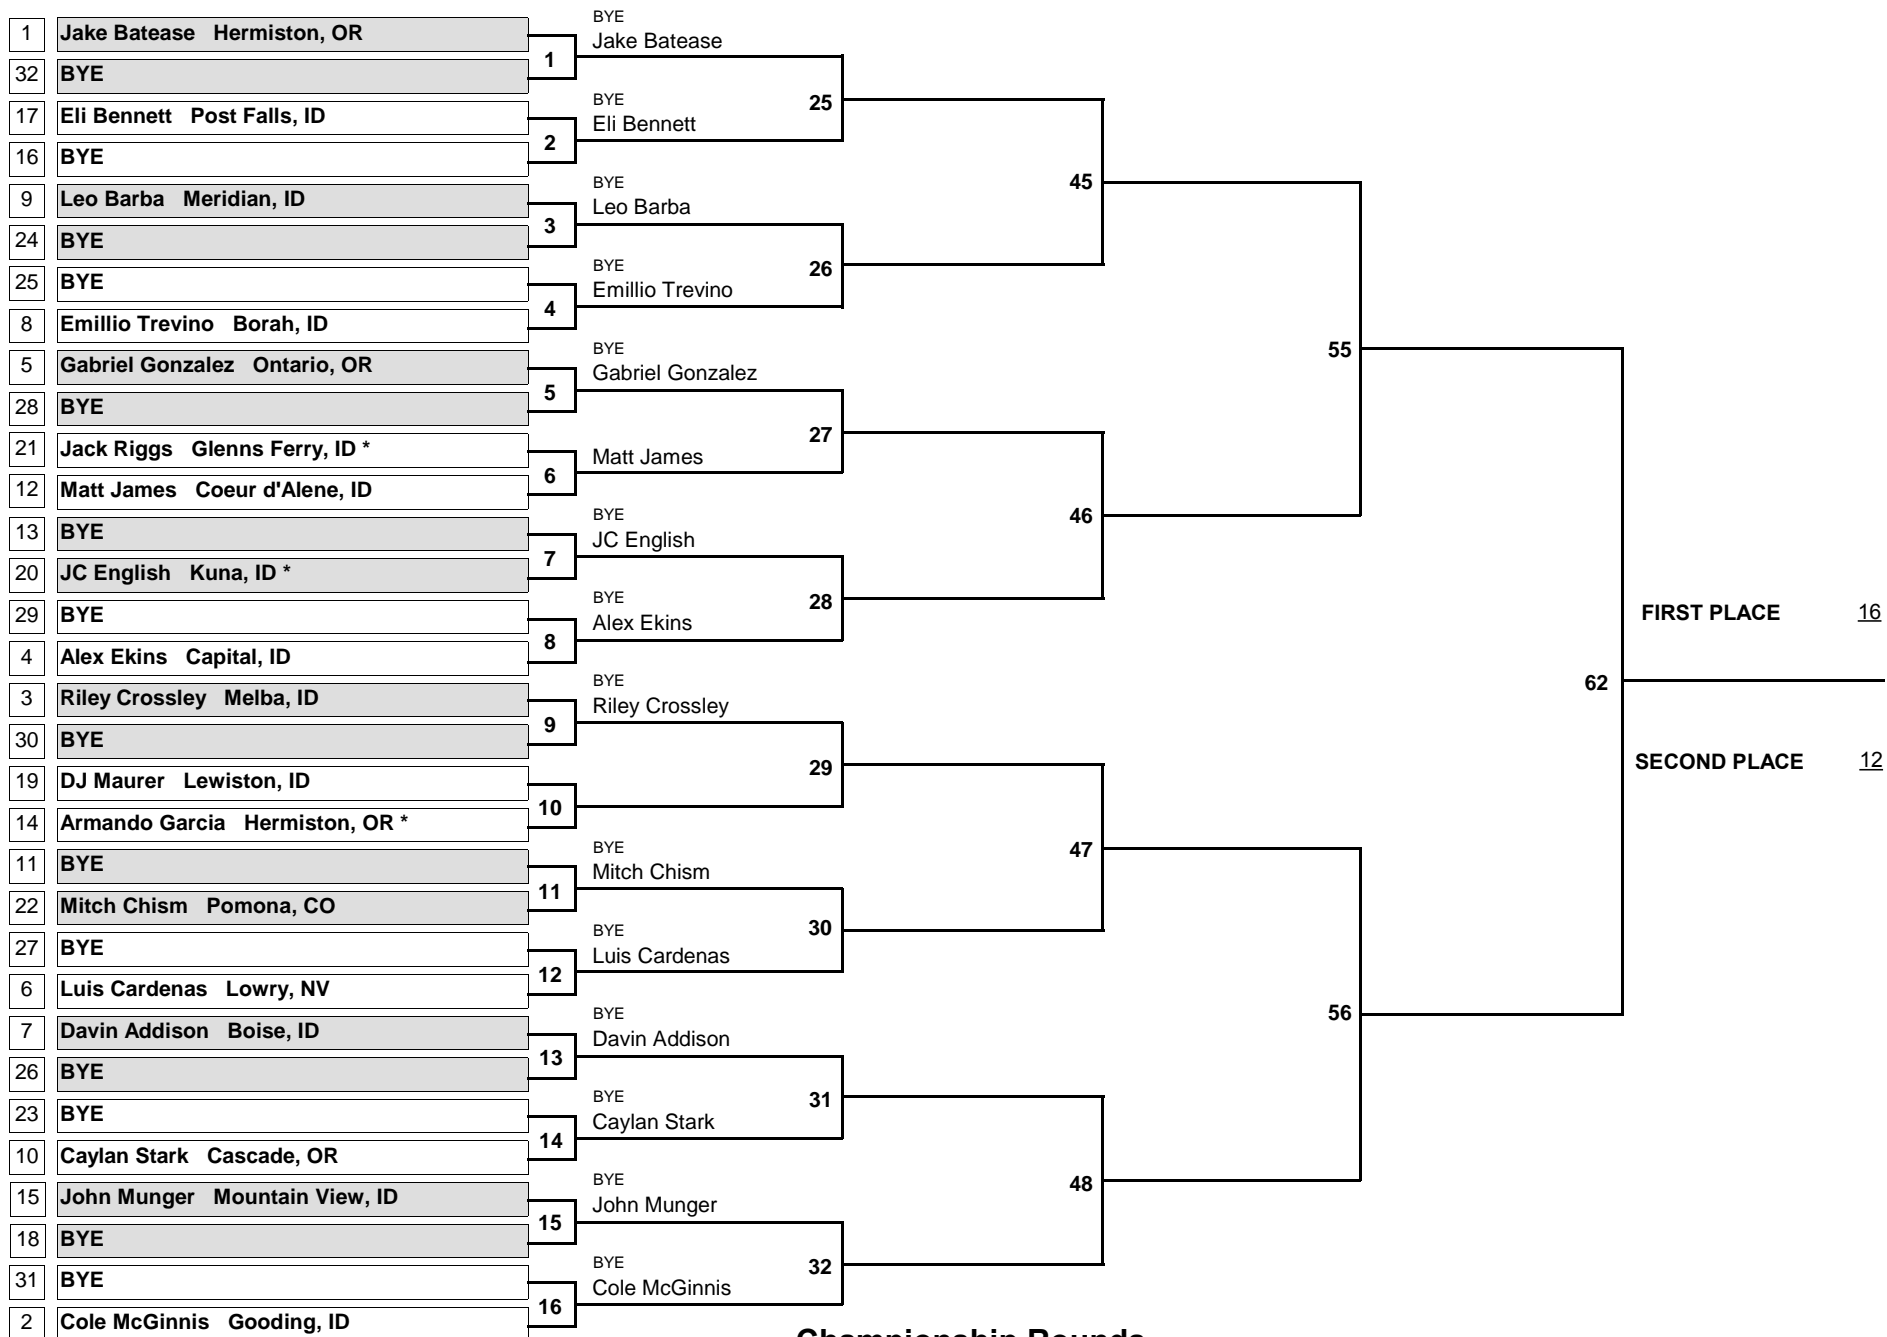 1 Jake Batease Hermiston, OR
32 BYE
17 Eli Bennett Post Falls, ID
16 BYE
9 Leo Barba Meridian, ID
24 BYE
25 BYE
8 Emillio Trevino Borah, ID
5 Gabriel Gonzalez Ontario, OR
28 BYE
21 Jack Riggs Glenns Ferry, ID *
12 Matt James Coeur d'Alene, ID
13 BYE
20 JC English Kuna, ID *
29 BYE
4 Alex Ekins Capital, ID
3 Riley Crossley Melba, ID
30 BYE
19 DJ Maurer Lewiston, ID
14 Armando Garcia Hermiston, OR *
11 BYE
22 Mitch Chism Pomona, CO
27 BYE
6 Luis Cardenas Lowry, NV
7 Davin Addison Boise, ID
26 BYE
23 BYE
10 Caylan Stark Cascade, OR
15 John Munger Mountain View, ID
18 BYE
31 BYE
2 Cole McGinnis Gooding, ID
1
2
3
4
5
6
7
8
9
10
11
12
13
14
15
16
BYE
Jake Batease
BYE
Eli Bennett
BYE
Leo Barba
BYE
Emillio Trevino
BYE
Gabriel Gonzalez
Matt James
BYE
JC English
BYE
Alex Ekins
BYE
Riley Crossley
BYE
Mitch Chism
BYE
Luis Cardenas
BYE
Davin Addison
BYE
Caylan Stark
BYE
John Munger
BYE
Cole McGinnis
25
26
27
28
29
30
31
32
45
46
47
48
55
56
62
FIRST PLACE 16
SECOND PLACE 12
Championship Rounds